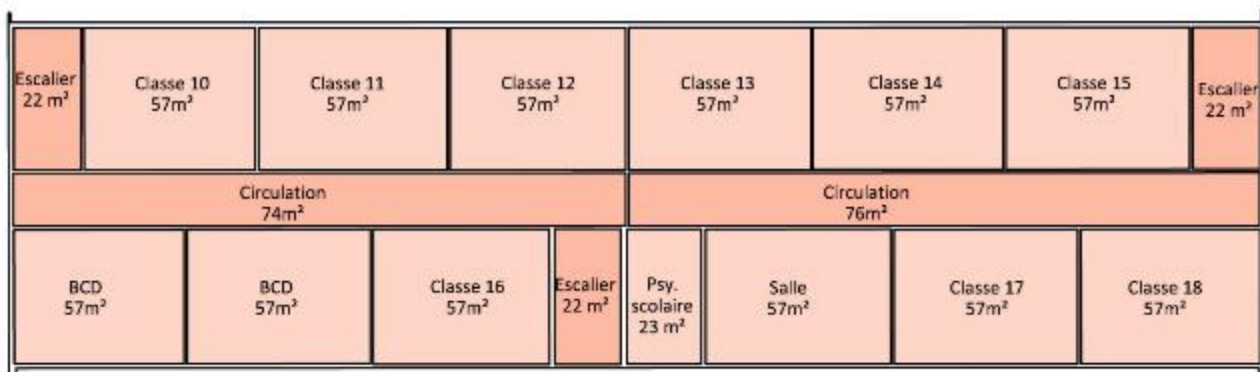 Escalier
22 m²
Classe 10
57m²
Classe 11
57m²
Classe 12
57m²
Classe 13
57m²
Classe 14
57m²
Classe 15
57m²
Escalier
22 m²
Circulation
74m²
Circulation
76m²
BCD
57m²
BCD
57m²
Classe 16
57m²
Escalier
22 m²
Psy.
scolaire
23 m²
Salle
57m²
Classe 17
57m²
Classe 18
57m²